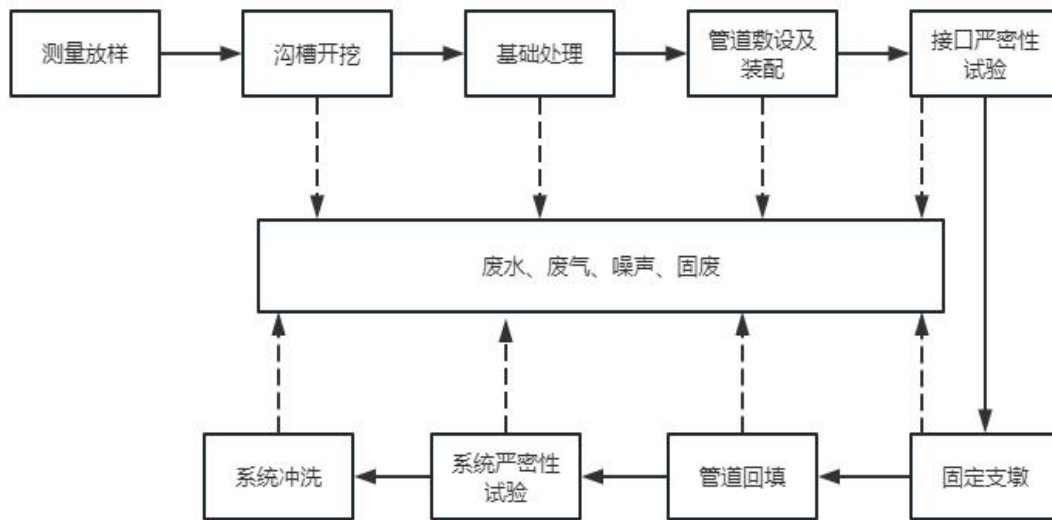 测量放样
沟槽开挖
基础处理
管道敷设及
装配
接口严密性
试验
废水、废气、噪声、固废
系统冲洗
系统严密性
试验
管道回填
固定支墩